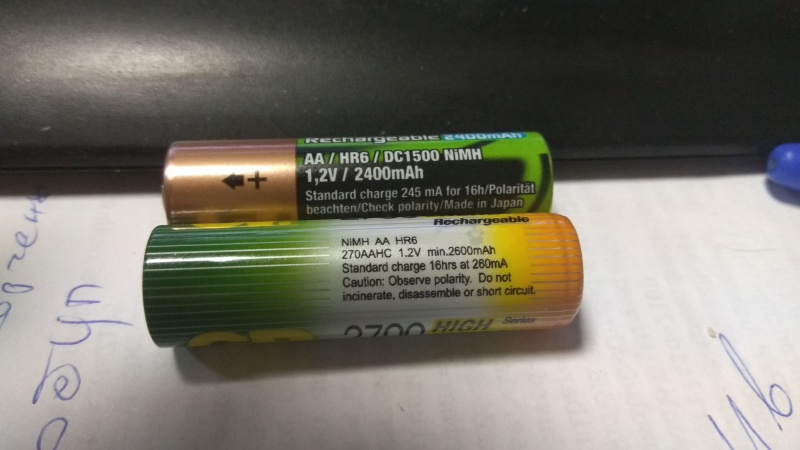 Rechargeable 2400mAh
AA / HR6 / DC1500 NiMH
1,2V / 2400mAh
Standard charge 245 mA for 16h/Polarität
beachten/Check polarity/Made in Japan
+
Rechargeable
NiMH AA HR6
270AAHC 1.2V min.2600mAh
Standard charge 16hrs at 260mA
Caution: Observe polarity. Do not
incinerate, disassemble or short circuit.
GP 2700 HIGH Series